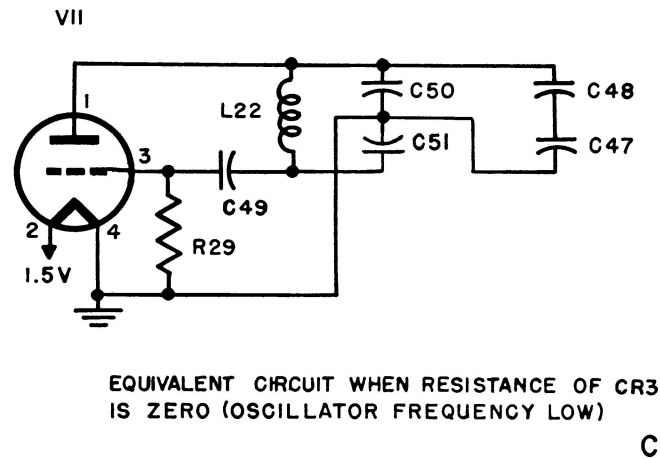 VII
1
C50
C48
L22
3
C51
C47
C49
2
4
R29
1.5V
EQUIVALENT CIRCUIT WHEN RESISTANCE OF CR3
IS ZERO (OSCILLATOR FREQUENCY LOW)
C